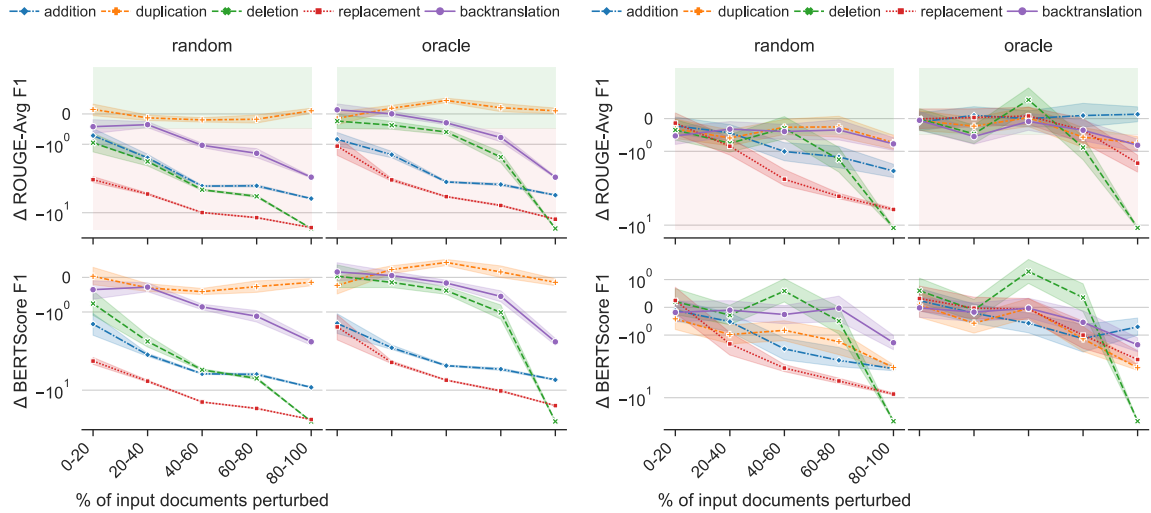 addition duplication deletion replacement backtranslation
random oracle
Δ ROUGE-Avg F1
0
−10⁰
−10¹
Δ BERTScore F1
0
−10⁰
−10¹
0-20 20-40 40-60 60-80 80-100
% of input documents perturbed
addition duplication deletion replacement backtranslation
random oracle
Δ ROUGE-Avg F1
0
−10⁰
−10¹
Δ BERTScore F1
10⁰
0
−10⁰
−10¹
0-20 20-40 40-60 60-80 80-100
% of input documents perturbed